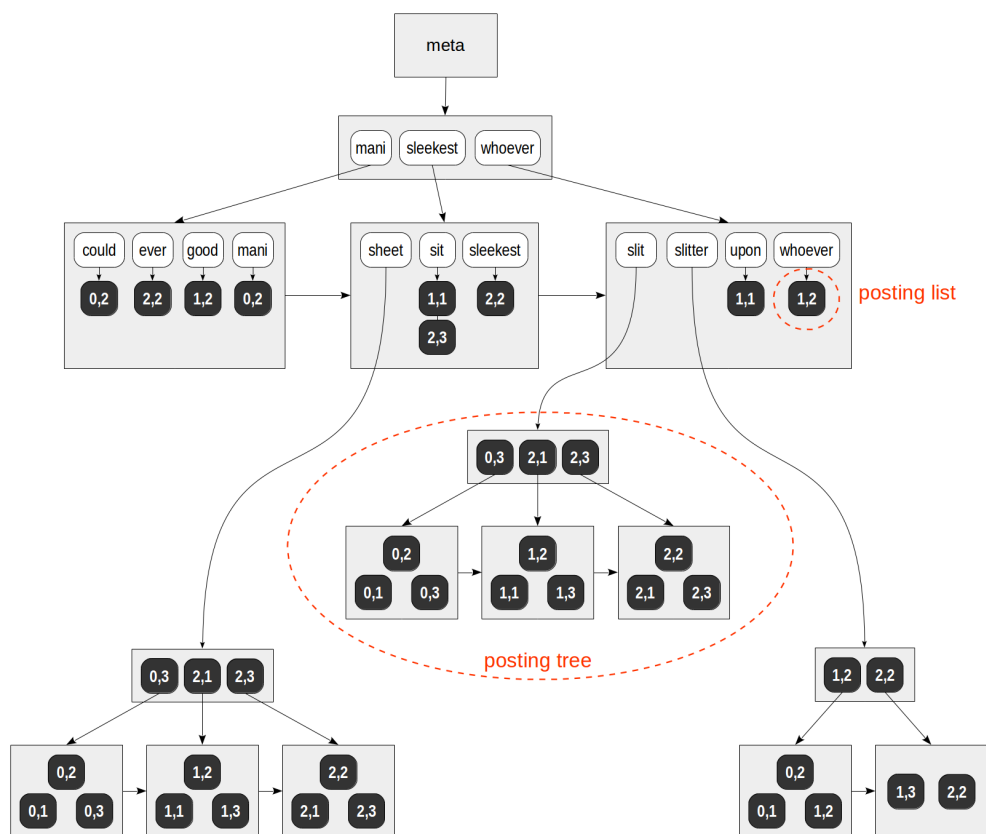 meta
mani sleekest whoever
could ever good mani
sheet sit sleekest
slit slitter upon whoever
0,2 2,2 1,2 0,2
1,1 2,2
2,3
1,1 1,2
posting list
0,3 2,1 2,3
0,2
0,1 0,3
1,2
1,1 1,3
2,2
2,1 2,3
posting tree
0,3 2,1 2,3
0,2
0,1 0,3
1,2
1,1 1,3
2,2
2,1 2,3
1,2 2,2
0,2
0,1 1,2
1,3 2,2